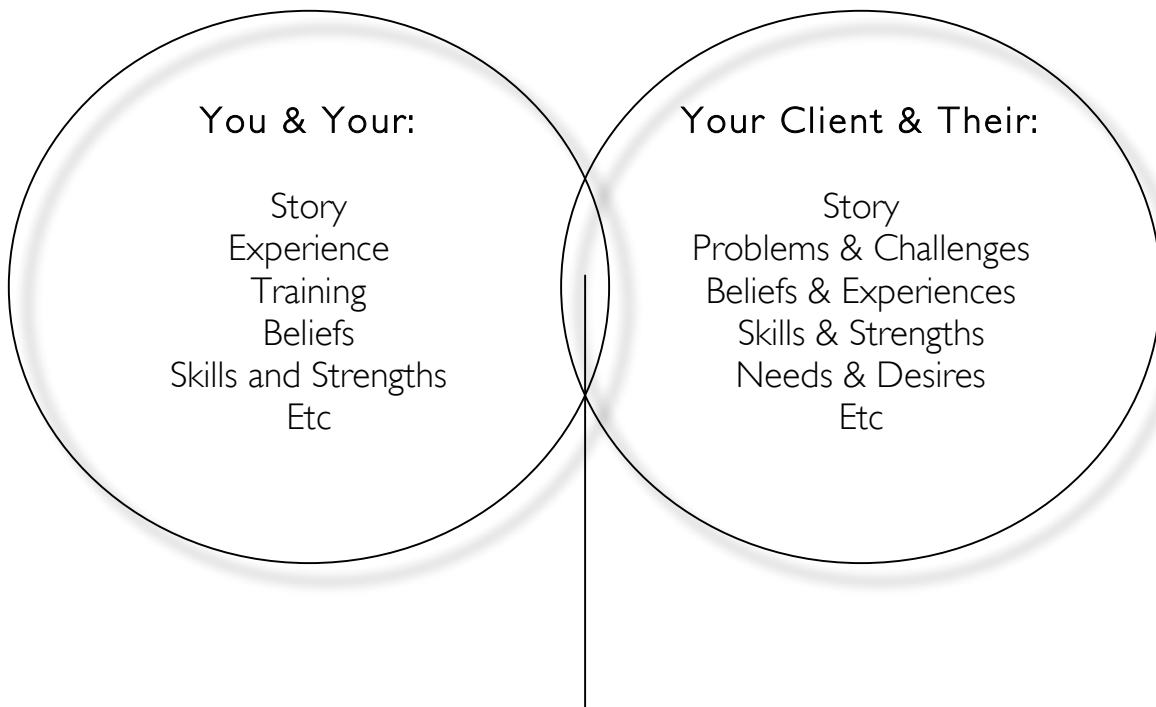 You & Your:
Story
Experience
Training
Beliefs
Skills and Strengths
Etc
Your Client & Their:
Story
Problems & Challenges
Beliefs & Experiences
Skills & Strengths
Needs & Desires
Etc